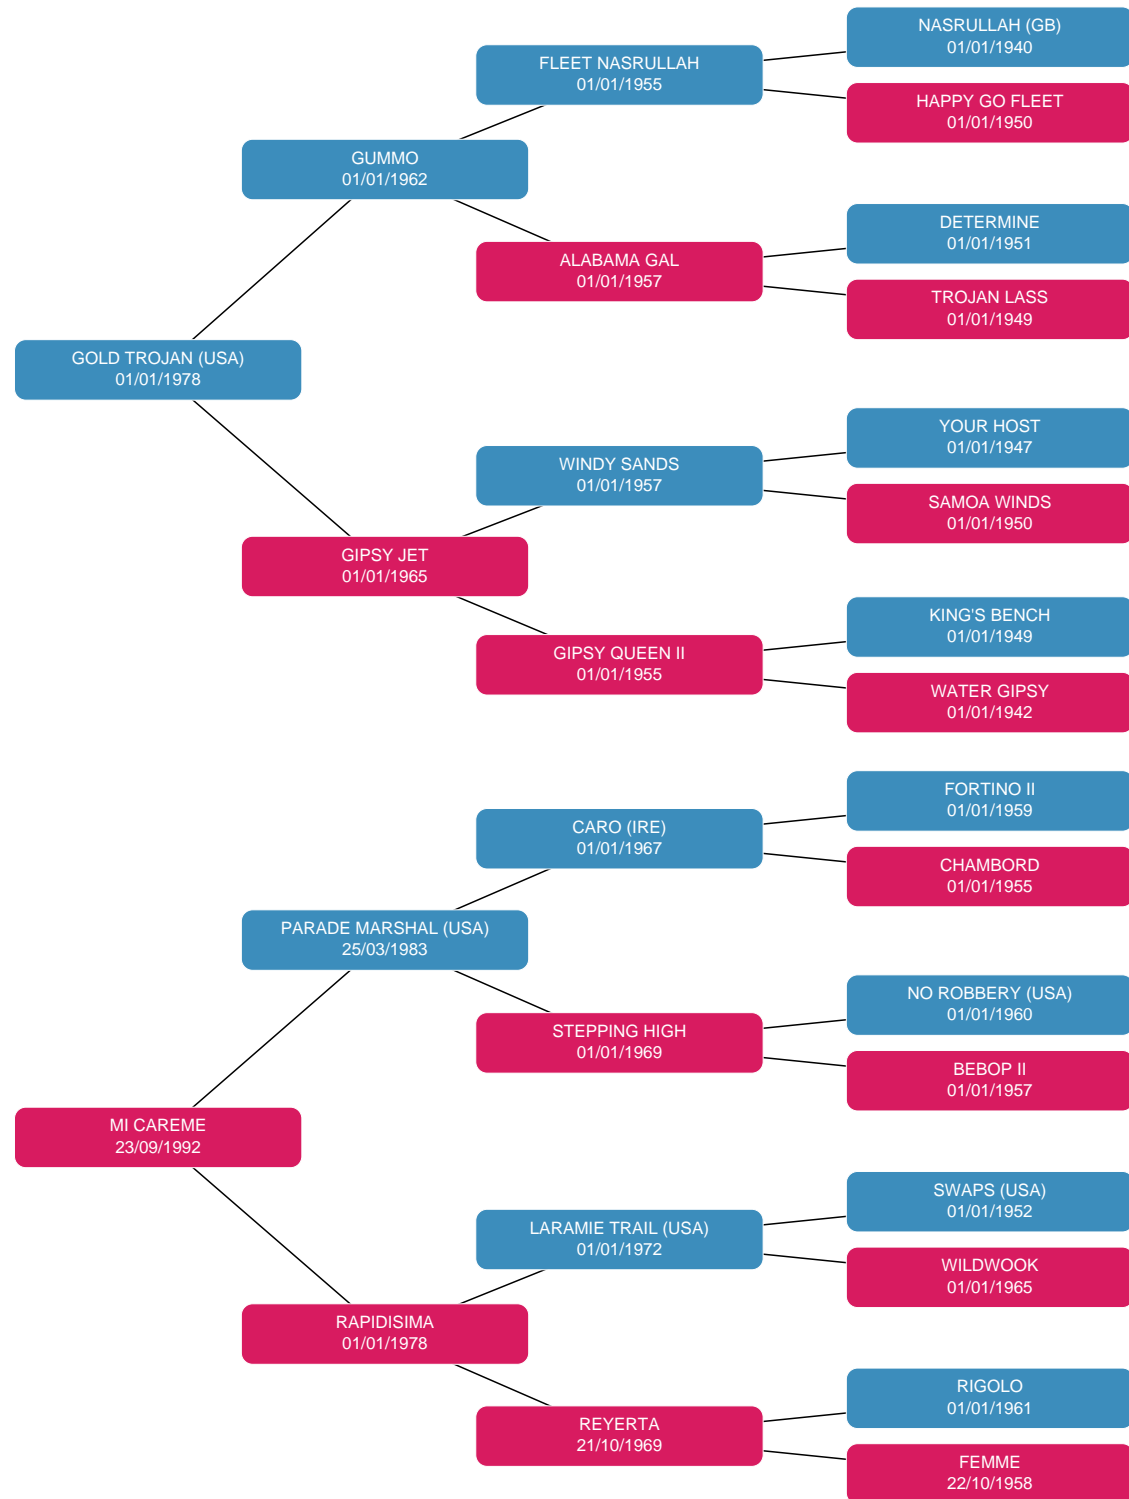 NASRULLAH (GB)
01/01/1940
FLEET NASRULLAH
01/01/1955
HAPPY GO FLEET
01/01/1950
GUMMO
01/01/1962
DETERMINE
01/01/1951
ALABAMA GAL
01/01/1957
TROJAN LASS
01/01/1949
GOLD TROJAN (USA)
01/01/1978
YOUR HOST
01/01/1947
WINDY SANDS
01/01/1957
SAMOA WINDS
01/01/1950
GIPSY JET
01/01/1965
KING'S BENCH
01/01/1949
GIPSY QUEEN II
01/01/1955
WATER GIPSY
01/01/1942
FORTINO II
01/01/1959
CARO (IRE)
01/01/1967
CHAMBORD
01/01/1955
PARADE MARSHAL (USA)
25/03/1983
NO ROBBERY (USA)
01/01/1960
STEPPING HIGH
01/01/1969
BEBOP II
01/01/1957
MI CAREME
23/09/1992
SWAPS (USA)
01/01/1952
LARAMIE TRAIL (USA)
01/01/1972
WILDWOOK
01/01/1965
RAPIDISIMA
01/01/1978
RIGOLO
01/01/1961
REYERTA
21/10/1969
FEMME
22/10/1958